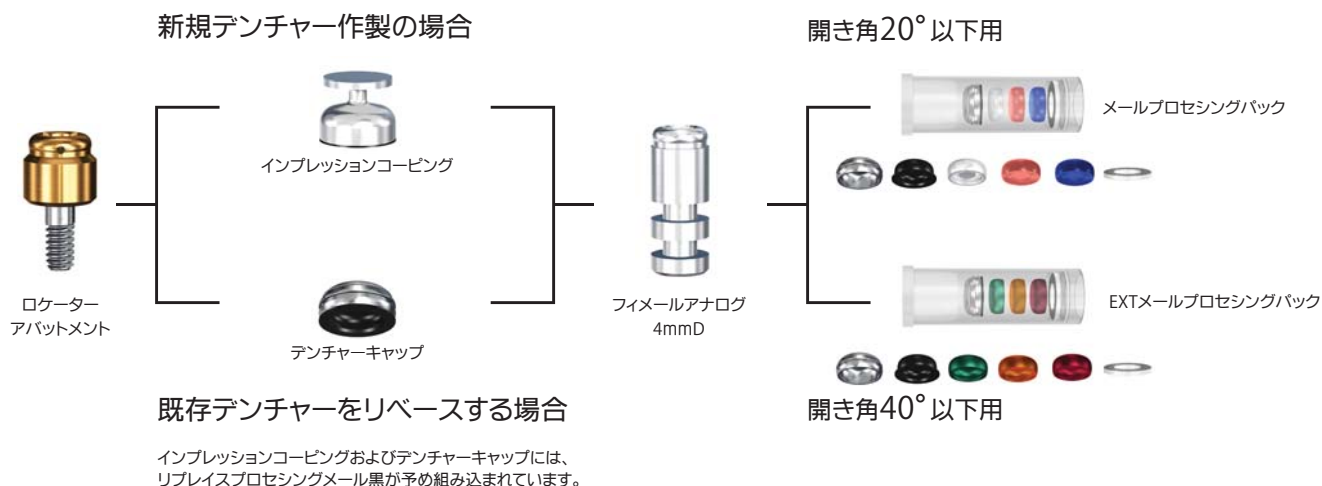 新規デンチャー作製の場合
開き角20°以下用
メールプロセシングパック
インプレッションコーピング
ロケーター
アバットメント
フィメールアナログ
4mmD
EXTメールプロセシングパック
デンチャーキャップ
既存デンチャーをリベースする場合
開き角40°以下用
インプレッションコーピングおよびデンチャーキャップには、
リプレイスプロセシングメール黒が予め組み込まれています。